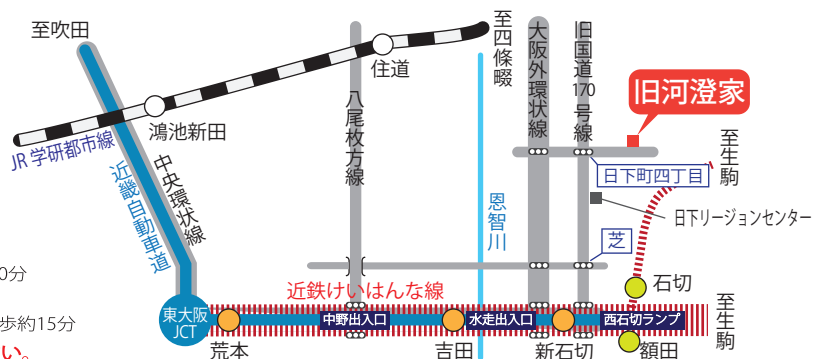 至吹田
至四條畷
大阪外環状線
旧国道170号線
旧河澄家
住道
八尾枚方線
鴻池新田
JR 学研都市線
近畿自動車道
中央環状線
至生駒
日下町四丁目
日下リージョンセンター
恩智川
芝
0分
近鉄けいはんな線
石切
歩約15分
東大阪
JCT
中野出入口
水走出入口
西石切ランプ
至生駒
い。
荒本
吉田
新石切
額田